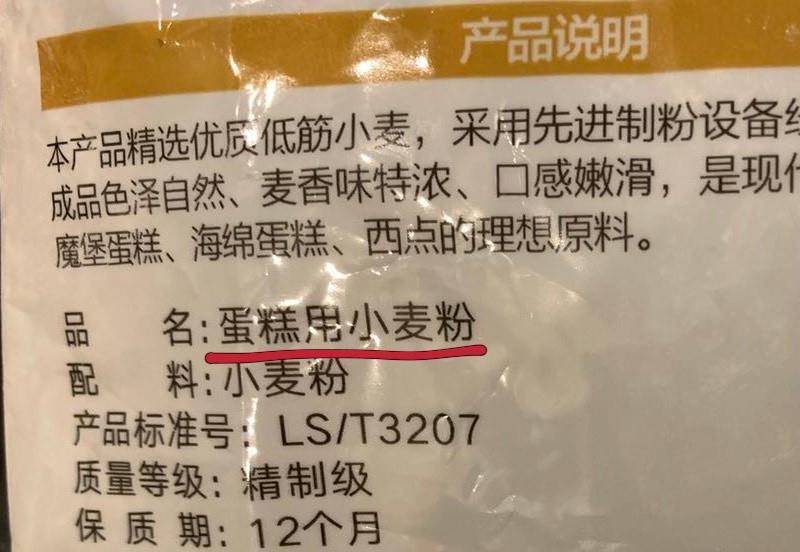 产品说明
本产品精选优质低筋小麦，采用先进制粉设备
成品色泽自然、麦香味特浓、口感嫩滑，是现代
魔堡蛋糕、海绵蛋糕、西点的理想原料。
品 名：蛋糕用小麦粉
配 料：小麦粉
产品标准号：LS/T3207
质量等级：精制级
保 质 期：12个月